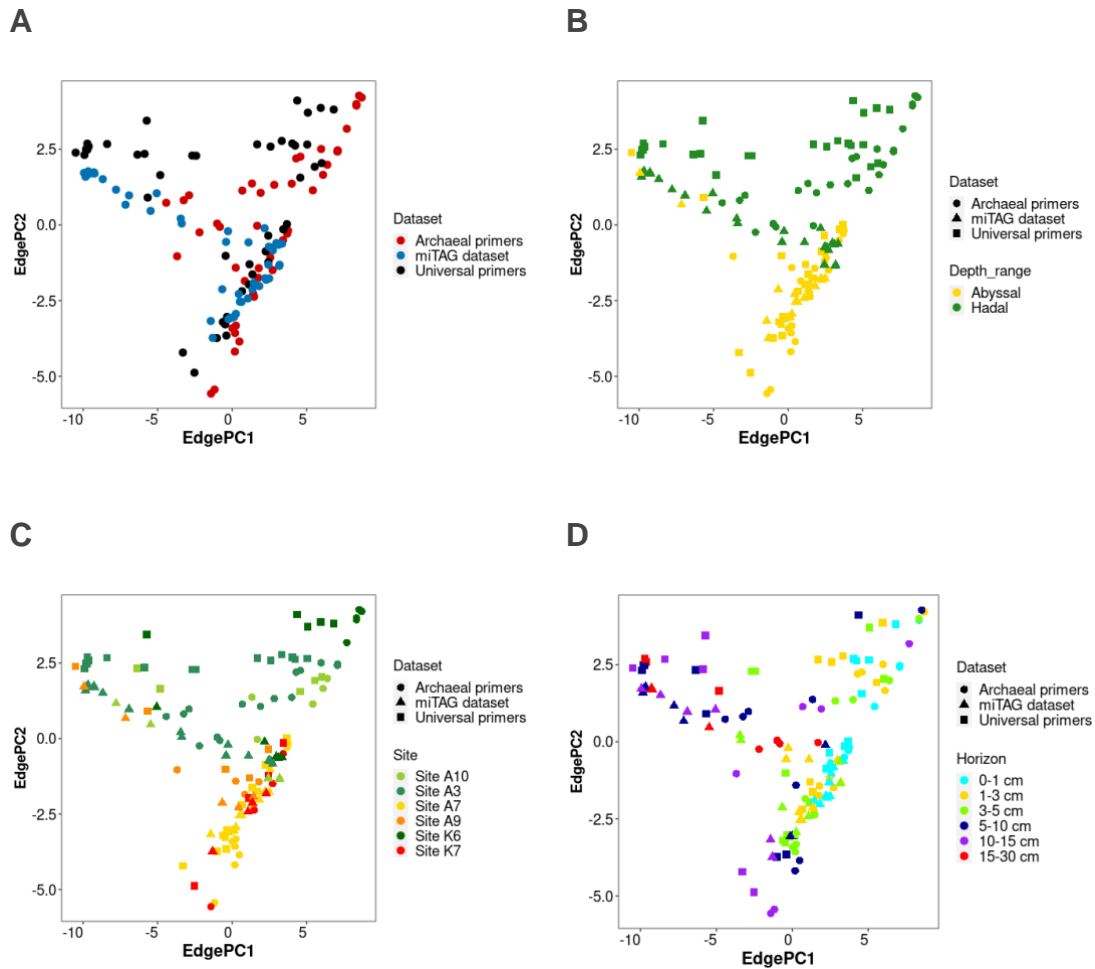 A
B
2.5
0.0
-2.5
-5.0
-10
-5
0
5
EdgePC2
EdgePC1
Dataset
Archaeal primers
miTAG dataset
Universal primers
2.5
0.0
-2.5
-5.0
-10
-5
0
5
EdgePC2
EdgePC1
Dataset
Archaeal primers
miTAG dataset
Universal primers
Depth_range
Abyssal
Hadal
C
D
2.5
0.0
-2.5
-5.0
-10
-5
0
5
EdgePC2
EdgePC1
Dataset
Archaeal primers
miTAG dataset
Universal primers
Site
Site A10
Site A3
Site A7
Site A9
Site K6
Site K7
2.5
0.0
-2.5
-5.0
-10
-5
0
5
EdgePC2
EdgePC1
Dataset
Archaeal primers
miTAG dataset
Universal primers
Horizon
0-1 cm
1-3 cm
3-5 cm
5-10 cm
10-15 cm
15-30 cm